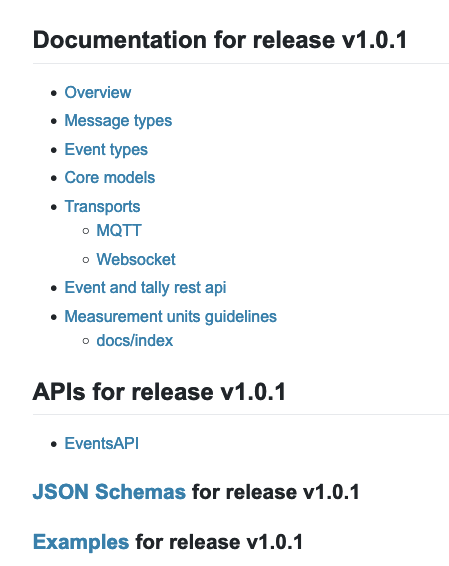 Documentation for release v1.0.1
Overview
Message types
Event types
Core models
Transports
MQTT
Websocket
Event and tally rest api
Measurement units guidelines
docs/index
APIs for release v1.0.1
EventsAPI
JSON Schemas for release v1.0.1
Examples for release v1.0.1